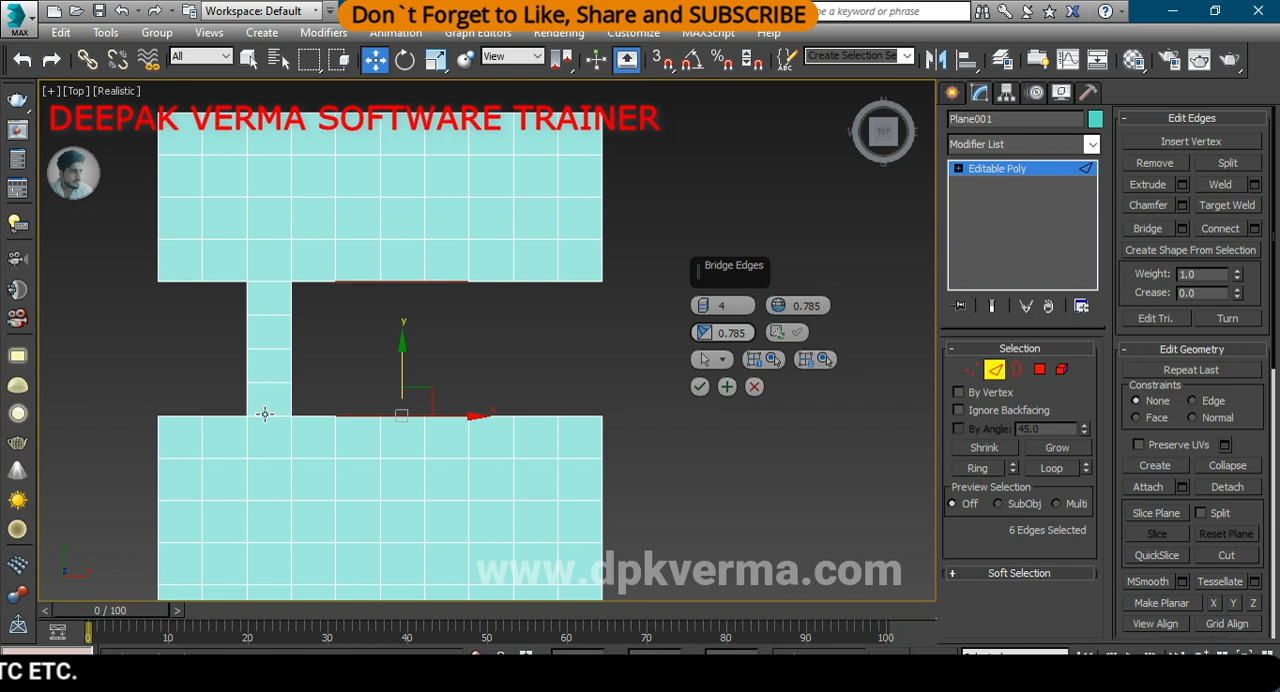 Workspace: Default
Don`t Forget to Like, Share and SUBSCRIBE
e a keyword or phrase
MAX
Edit Tools Group Views Create Modifiers Animation Graph Editors Rendering Customize MAXScript Help
All
View
Create Selection Se
[+] [Top] [Realistic]
DEEPAK VERMA SOFTWARE TRAINER
TOP
Plane001
Modifier List
Editable Poly
Edit Edges
Insert Vertex
Remove Split
Extrude Weld
Chamfer Target Weld
Bridge Connect
Create Shape From Selection
Weight: 1.0
Crease: 0.0
Edit Tri. Turn
Bridge Edges
4 0.785
0.785
y
x
Selection
By Vertex
Ignore Backfacing
By Angle: 45.0
Shrink Grow
Ring Loop
Preview Selection
Off SubObj Multi
6 Edges Selected
Soft Selection
Edit Geometry
Repeat Last
Constraints
None Edge
Face Normal
Preserve UVs
Create Collapse
Attach Detach
Slice Plane Split
Slice Reset Plane
QuickSlice Cut
MSmooth Tessellate
Make Planar X Y Z
View Align Grid Align
www.dpkverma.com
0 / 100
0 10 20 30 40 50 60 70 80 90 100
TC ETC.